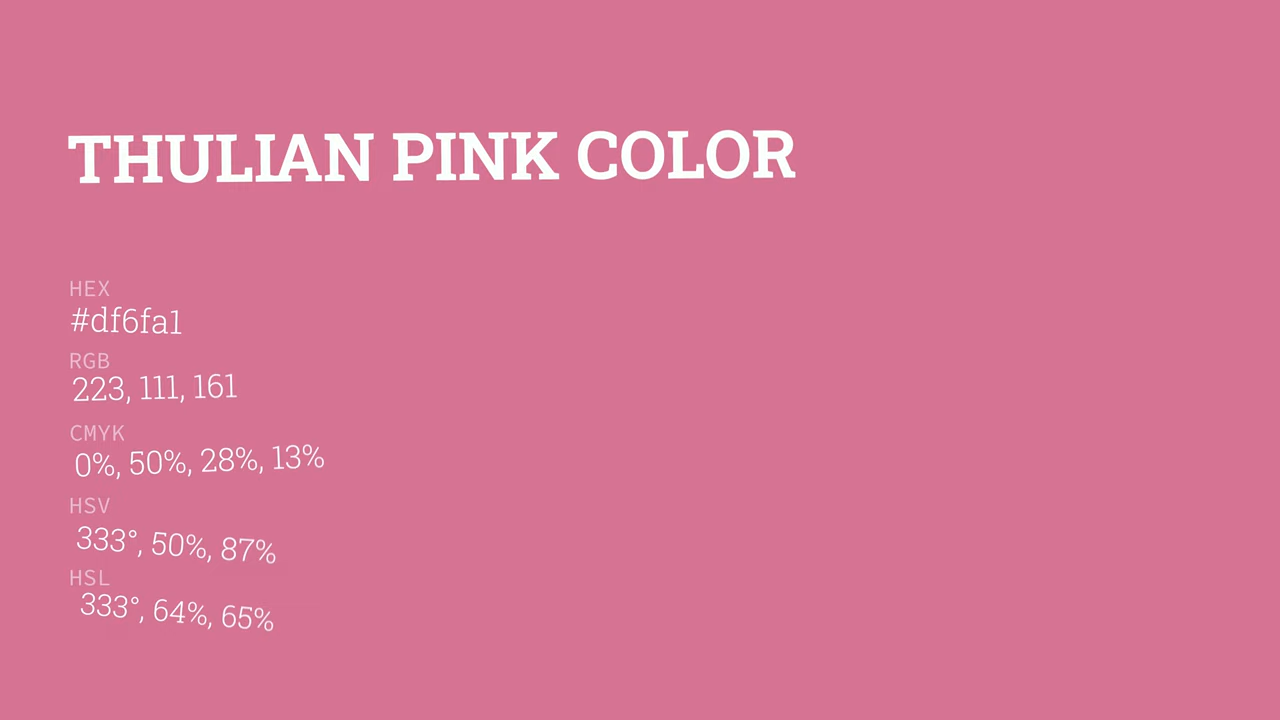 THULIAN PINK COLOR
HEX
#df6fa1
RGB
223, 111, 161
CMYK
0%, 50%, 28%, 13%
HSV
333°, 50%, 87%
HSL
333°, 64%, 65%